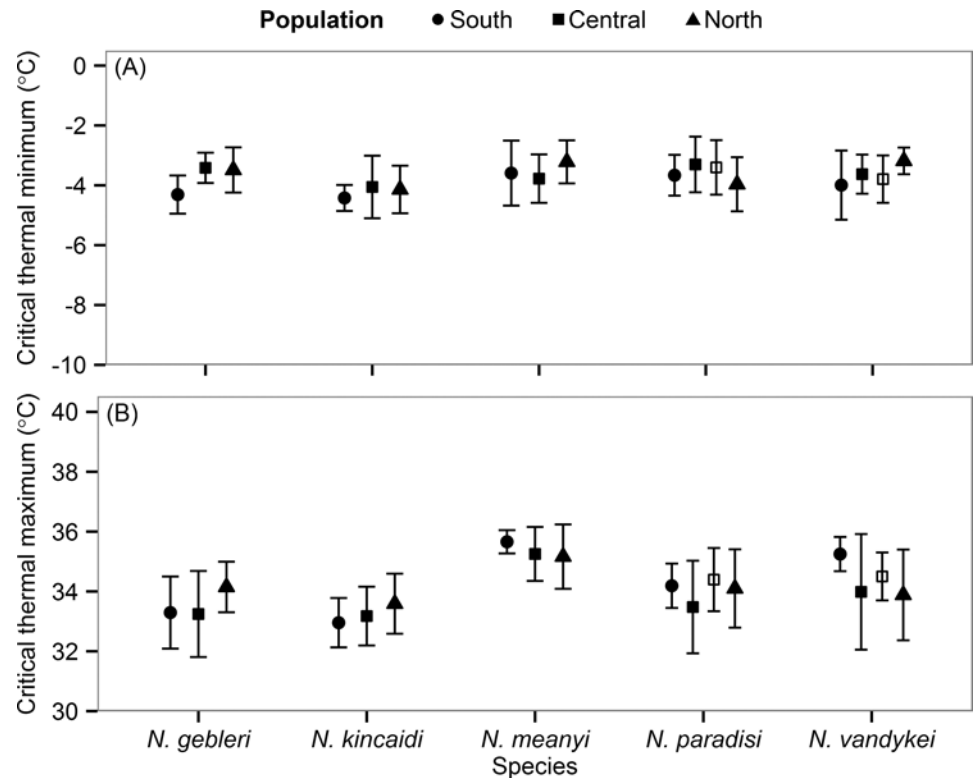 Population South Central North
(A)
Critical thermal minimum (°C)
0
-2
-4
-6
-8
-10
(B)
Critical thermal maximum (°C)
40
38
36
34
32
30
N. gebleri N. kincaidi N. meanyi N. paradisi N. vandykei
Species